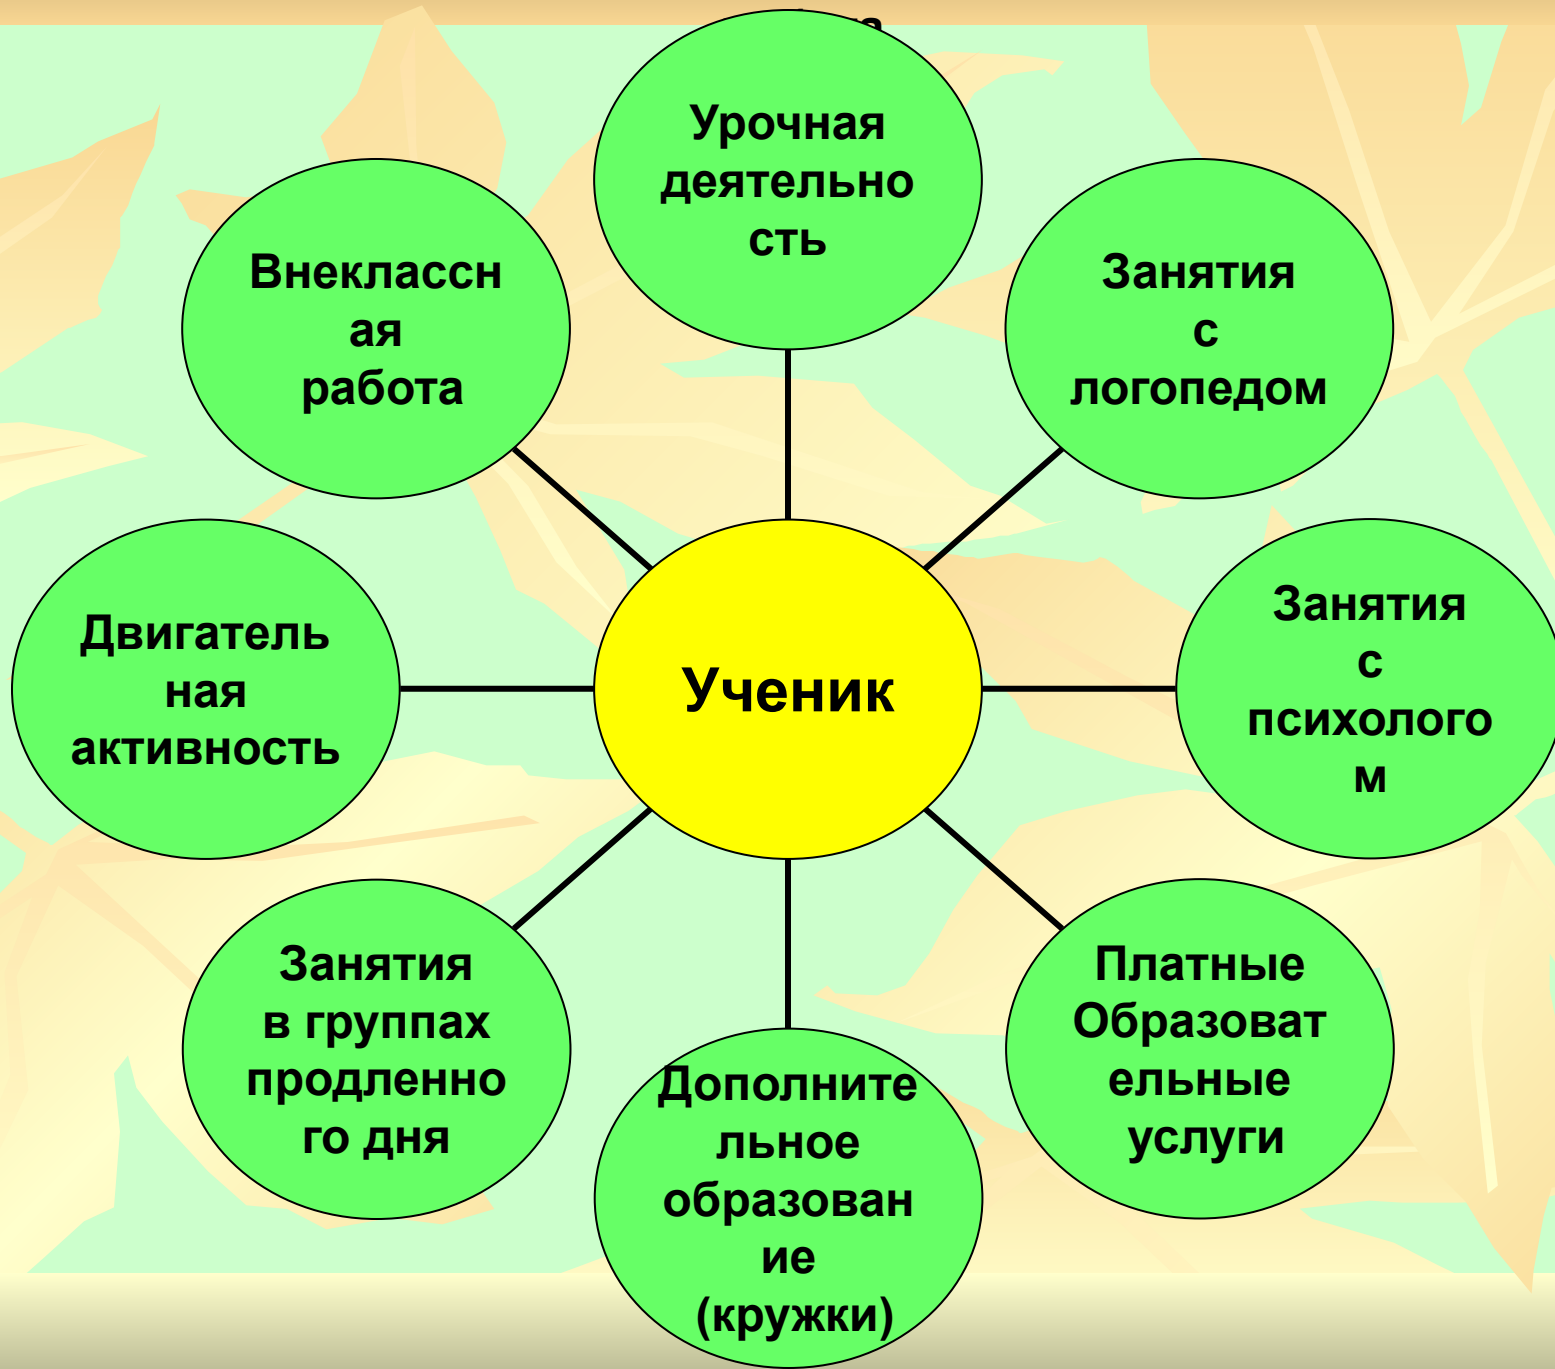 Урочная
деятельно
сть
Занятия
с
логопедом
Занятия
с
психолого
м
Платные
Образоват
ельные
услуги
Дополните
льное
образован
ие
(кружки)
Занятия
в группах
продленно
го дня
Двигатель
ная
активность
Внеклассн
ая
работа
Ученик